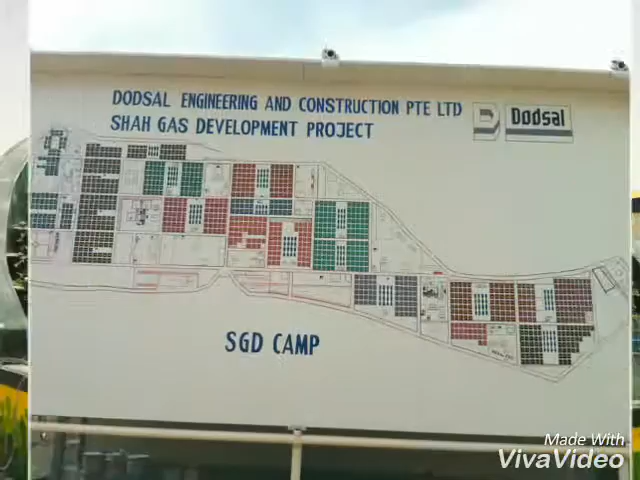 DODSAL ENGINEERING AND CONSTRUCTION PTE LTD
SHAH GAS DEVELOPMENT PROJECT
D Dodsal
SGD CAMP
Made With
VivaVideo